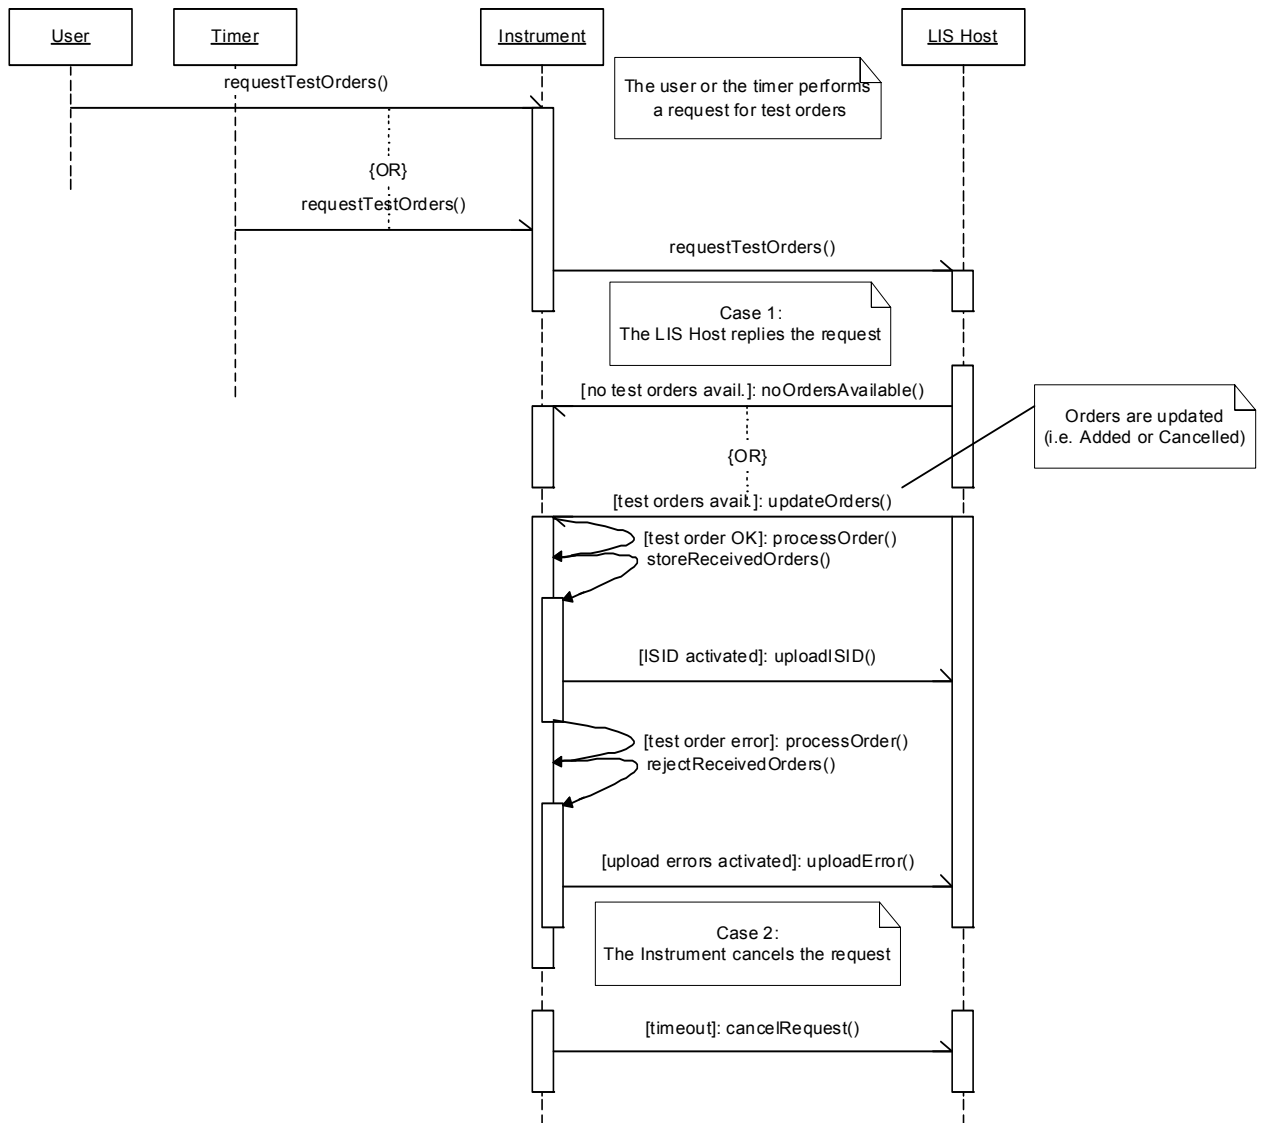 User
Timer
Instrument
LIS Host
requestTestOrders()
The user or the timer performs
a request for test orders
{OR}
requestTestOrders()
requestTestOrders()
Case 1:
The LIS Host replies the request
[no test orders avail.]: noOrdersAvailable()
Orders are updated
(i.e. Added or Cancelled)
{OR}
[test orders avail.]: updateOrders()
[test order OK]: processOrder()
storeReceivedOrders()
[ISID activated]: uploadISID()
[test order error]: processOrder()
rejectReceivedOrders()
[upload errors activated]: uploadError()
Case 2:
The Instrument cancels the request
[timeout]: cancelRequest()